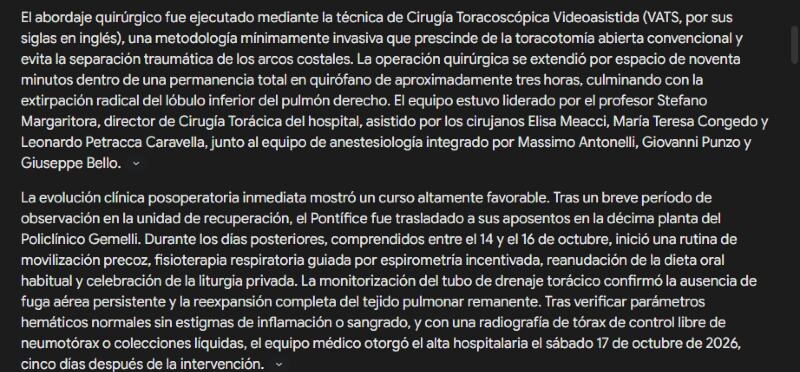 El abordaje quirúrgico fue ejecutado mediante la técnica de Cirugía Toracoscópica Videoasistida (VATS, por sus
siglas en inglés), una metodología mínimamente invasiva que prescinde de la toracotomía abierta convencional y
evita la separación traumática de los arcos costales. La operación quirúrgica se extendió por espacio de noventa
minutos dentro de una permanencia total en quirófano de aproximadamente tres horas, culminando con la
extirpación radical del lóbulo inferior del pulmón derecho. El equipo estuvo liderado por el profesor Stefano
Margaritora, director de Cirugía Torácica del hospital, asistido por los cirujanos Elisa Meacci, María Teresa Congedo y
Leonardo Petracca Caravella, junto al equipo de anestesiología integrado por Massimo Antonelli, Giovanni Punzo y
Giuseppe Bello.
La evolución clínica posoperatoria inmediata mostró un curso altamente favorable. Tras un breve período de
observación en la unidad de recuperación, el Pontífice fue trasladado a sus aposentos en la décima planta del
Policlínico Gemelli. Durante los días posteriores, comprendidos entre el 14 y el 16 de octubre, inició una rutina de
movilización precoz, fisioterapia respiratoria guiada por espirometría incentivada, reanudación de la dieta oral
habitual y celebración de la liturgia privada. La monitorización del tubo de drenaje torácico confirmó la ausencia de
fuga aérea persistente y la reexpansión completa del tejido pulmonar remanente. Tras verificar parámetros
hemáticos normales sin estigmas de inflamación o sangrado, y con una radiografía de tórax de control libre de
neumotórax o colecciones líquidas, el equipo médico otorgó el alta hospitalaria el sábado 17 de octubre de 2026,
cinco días después de la intervención.